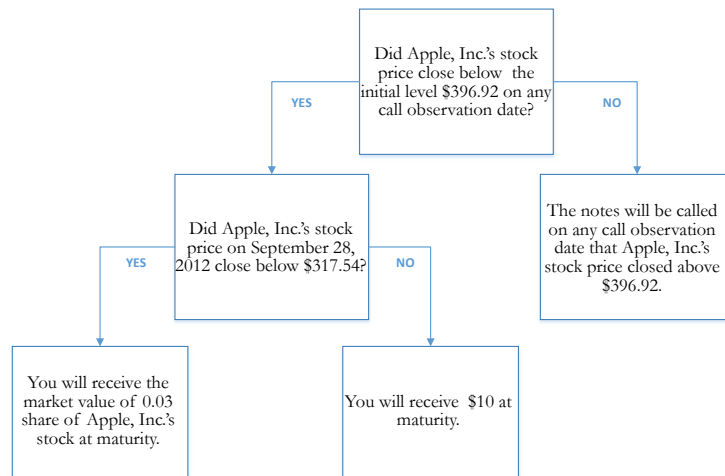 Did Apple, Inc.'s stock
price close below the
initial level $396.92 on any
call observation date?
YES
NO
Did Apple, Inc.'s stock
price on September 28,
2012 close below $317.54?
The notes will be called
on any call observation
date that Apple, Inc.'s
stock price closed above
$396.92.
YES
NO
You will receive the
market value of 0.03
share of Apple, Inc.'s
stock at maturity.
You will receive $10 at
maturity.